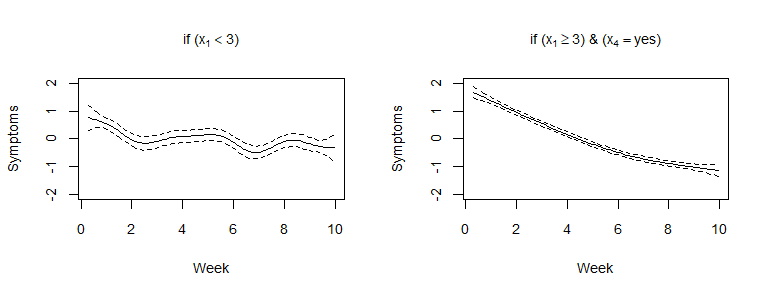 if (x₁ < 3)
Symptoms
2
1
0
-1
-2
0 2 4 6 8 10
Week
if (x₁ ≥ 3) & (x₄ = yes)
Symptoms
2
1
0
-1
-2
0 2 4 6 8 10
Week